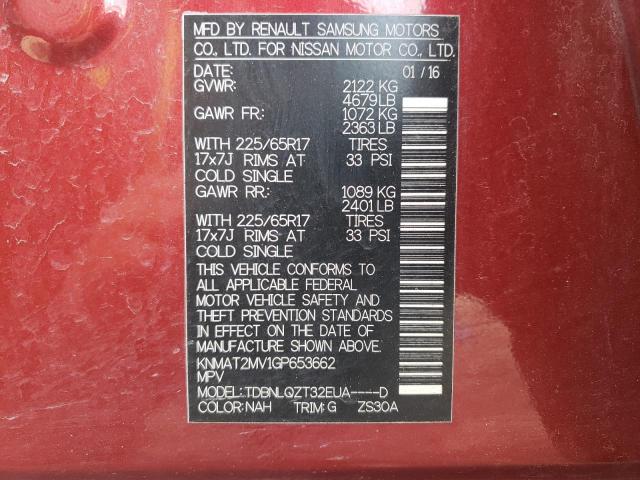 MFD BY RENAULT SAMSUNG MOTORS
CO., LTD. FOR NISSAN MOTOR CO., LTD.
DATE: 01 / 16
GVWR: 2122 KG
4679 LB
GAWR FR: 1072 KG
2363 LB
WITH 225/65R17 TIRES
17x7J RIMS AT 33 PSI
COLD SINGLE
GAWR RR: 1089 KG
2401 LB
WITH 225/65R17 TIRES
17x7J RIMS AT 33 PSI
COLD SINGLE
THIS VEHICLE CONFORMS TO
ALL APPLICABLE FEDERAL
MOTOR VEHICLE SAFETY AND
THEFT PREVENTION STANDARDS
IN EFFECT ON THE DATE OF
MANUFACTURE SHOWN ABOVE.
KNMAT2MV1GP653662
MPV
MODEL: TDBNLQZT32EUA----D
COLOR: NAH TRIM: G ZS30A